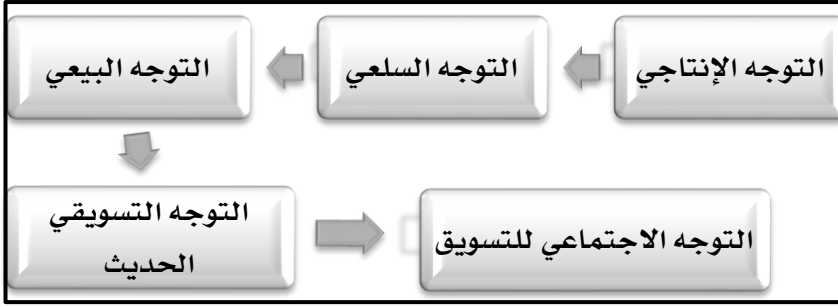 التوجه الإنتاجي
التوجه السلعي
التوجه البيعي
التوجه التسويقي
الحديث
التوجه الاجتماعي للتسويق